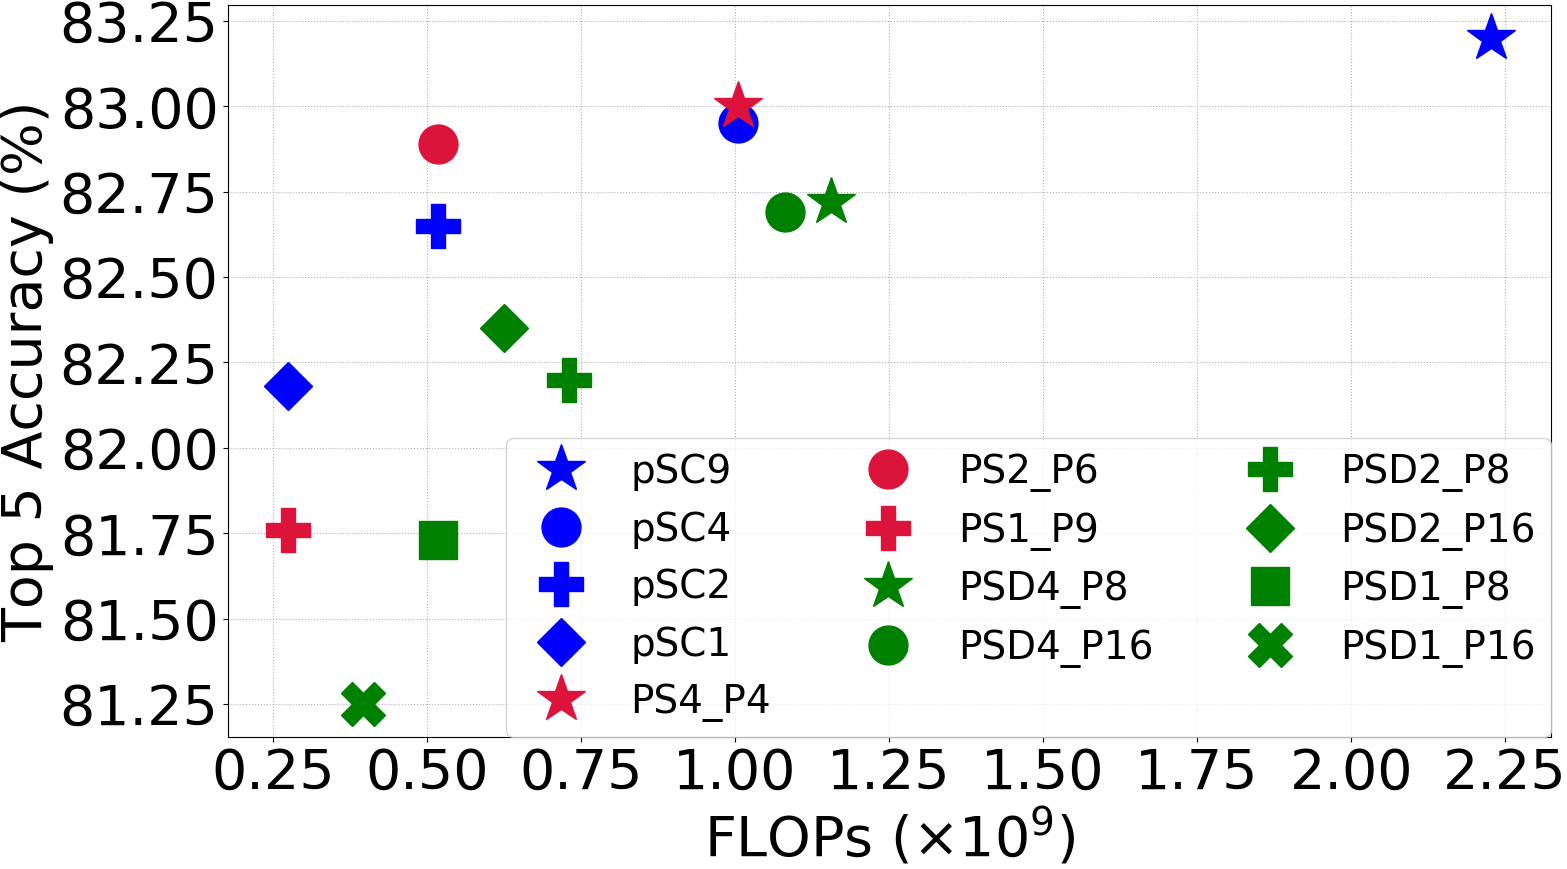 Top 5 Accuracy (%)
83.25
83.00
82.75
82.50
82.25
82.00
81.75
81.50
81.25
pSC9
pSC4
pSC2
pSC1
PS4_P4
PS2_P6
PS1_P9
PSD4_P8
PSD4_P16
PSD2_P8
PSD2_P16
PSD1_P8
PSD1_P16
0.25 0.50 0.75 1.00 1.25 1.50 1.75 2.00 2.25
FLOPs (×10⁹)